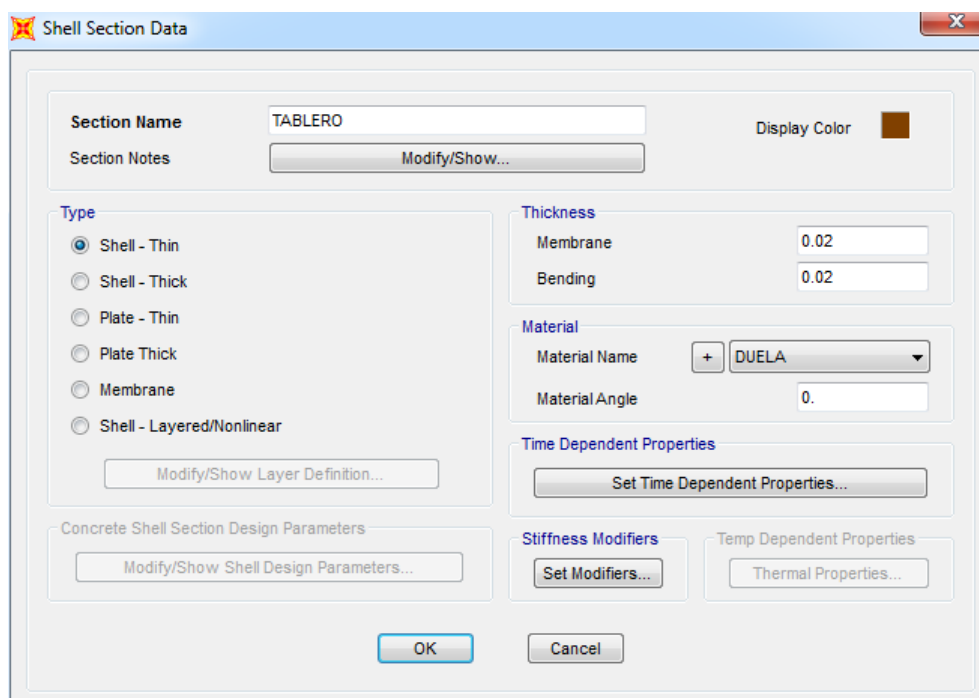 Shell Section Data
Section Name
TABLERO
Display Color
Section Notes
Modify/Show...
Type
Shell - Thin
Shell - Thick
Plate - Thin
Plate Thick
Membrane
Shell - Layered/Nonlinear
Modify/Show Layer Definition...
Concrete Shell Section Design Parameters
Modify/Show Shell Design Parameters...
Thickness
Membrane
0.02
Bending
0.02
Material
Material Name
+
DUELA
Material Angle
0.
Time Dependent Properties
Set Time Dependent Properties...
Stiffness Modifiers
Set Modifiers...
Temp Dependent Properties
Thermal Properties...
OK
Cancel